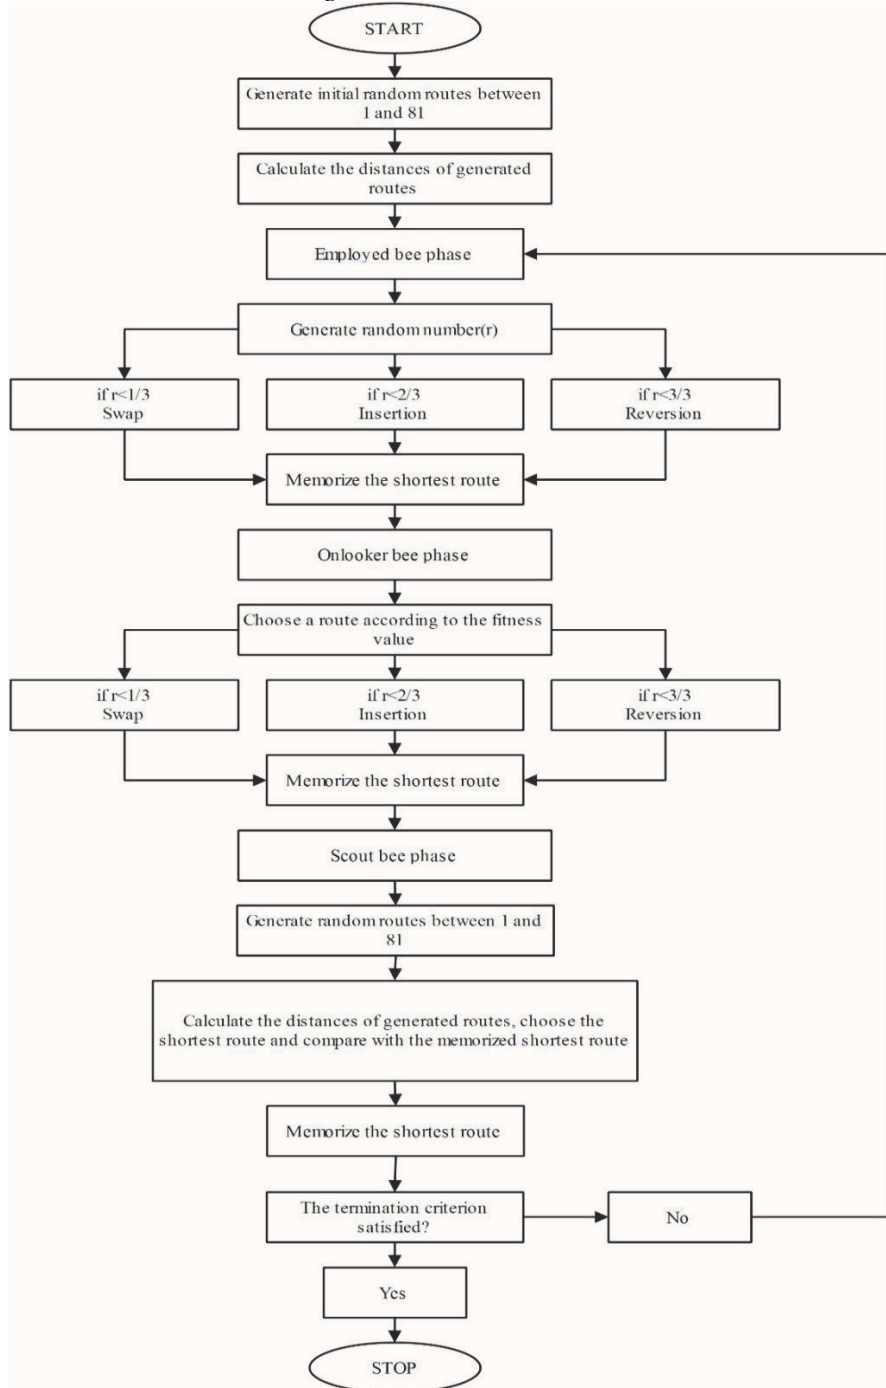 START
Generate initial random routes between
1 and 81
Calculate the distances of generated
routes
Employed bee phase
Generate random number(r)
if r<1/3
Swap
if r<2/3
Insertion
if r<3/3
Reversion
Memorize the shortest route
Onlooker bee phase
Choose a route according to the fitness
value
if r<1/3
Swap
if r<2/3
Insertion
if r<3/3
Reversion
Memorize the shortest route
Scout bee phase
Generate random routes between 1 and
81
Calculate the distances of generated routes, choose the
shortest route and compare with the memorized shortest route
Memorize the shortest route
The termination criterion
satisfied?
No
Yes
STOP